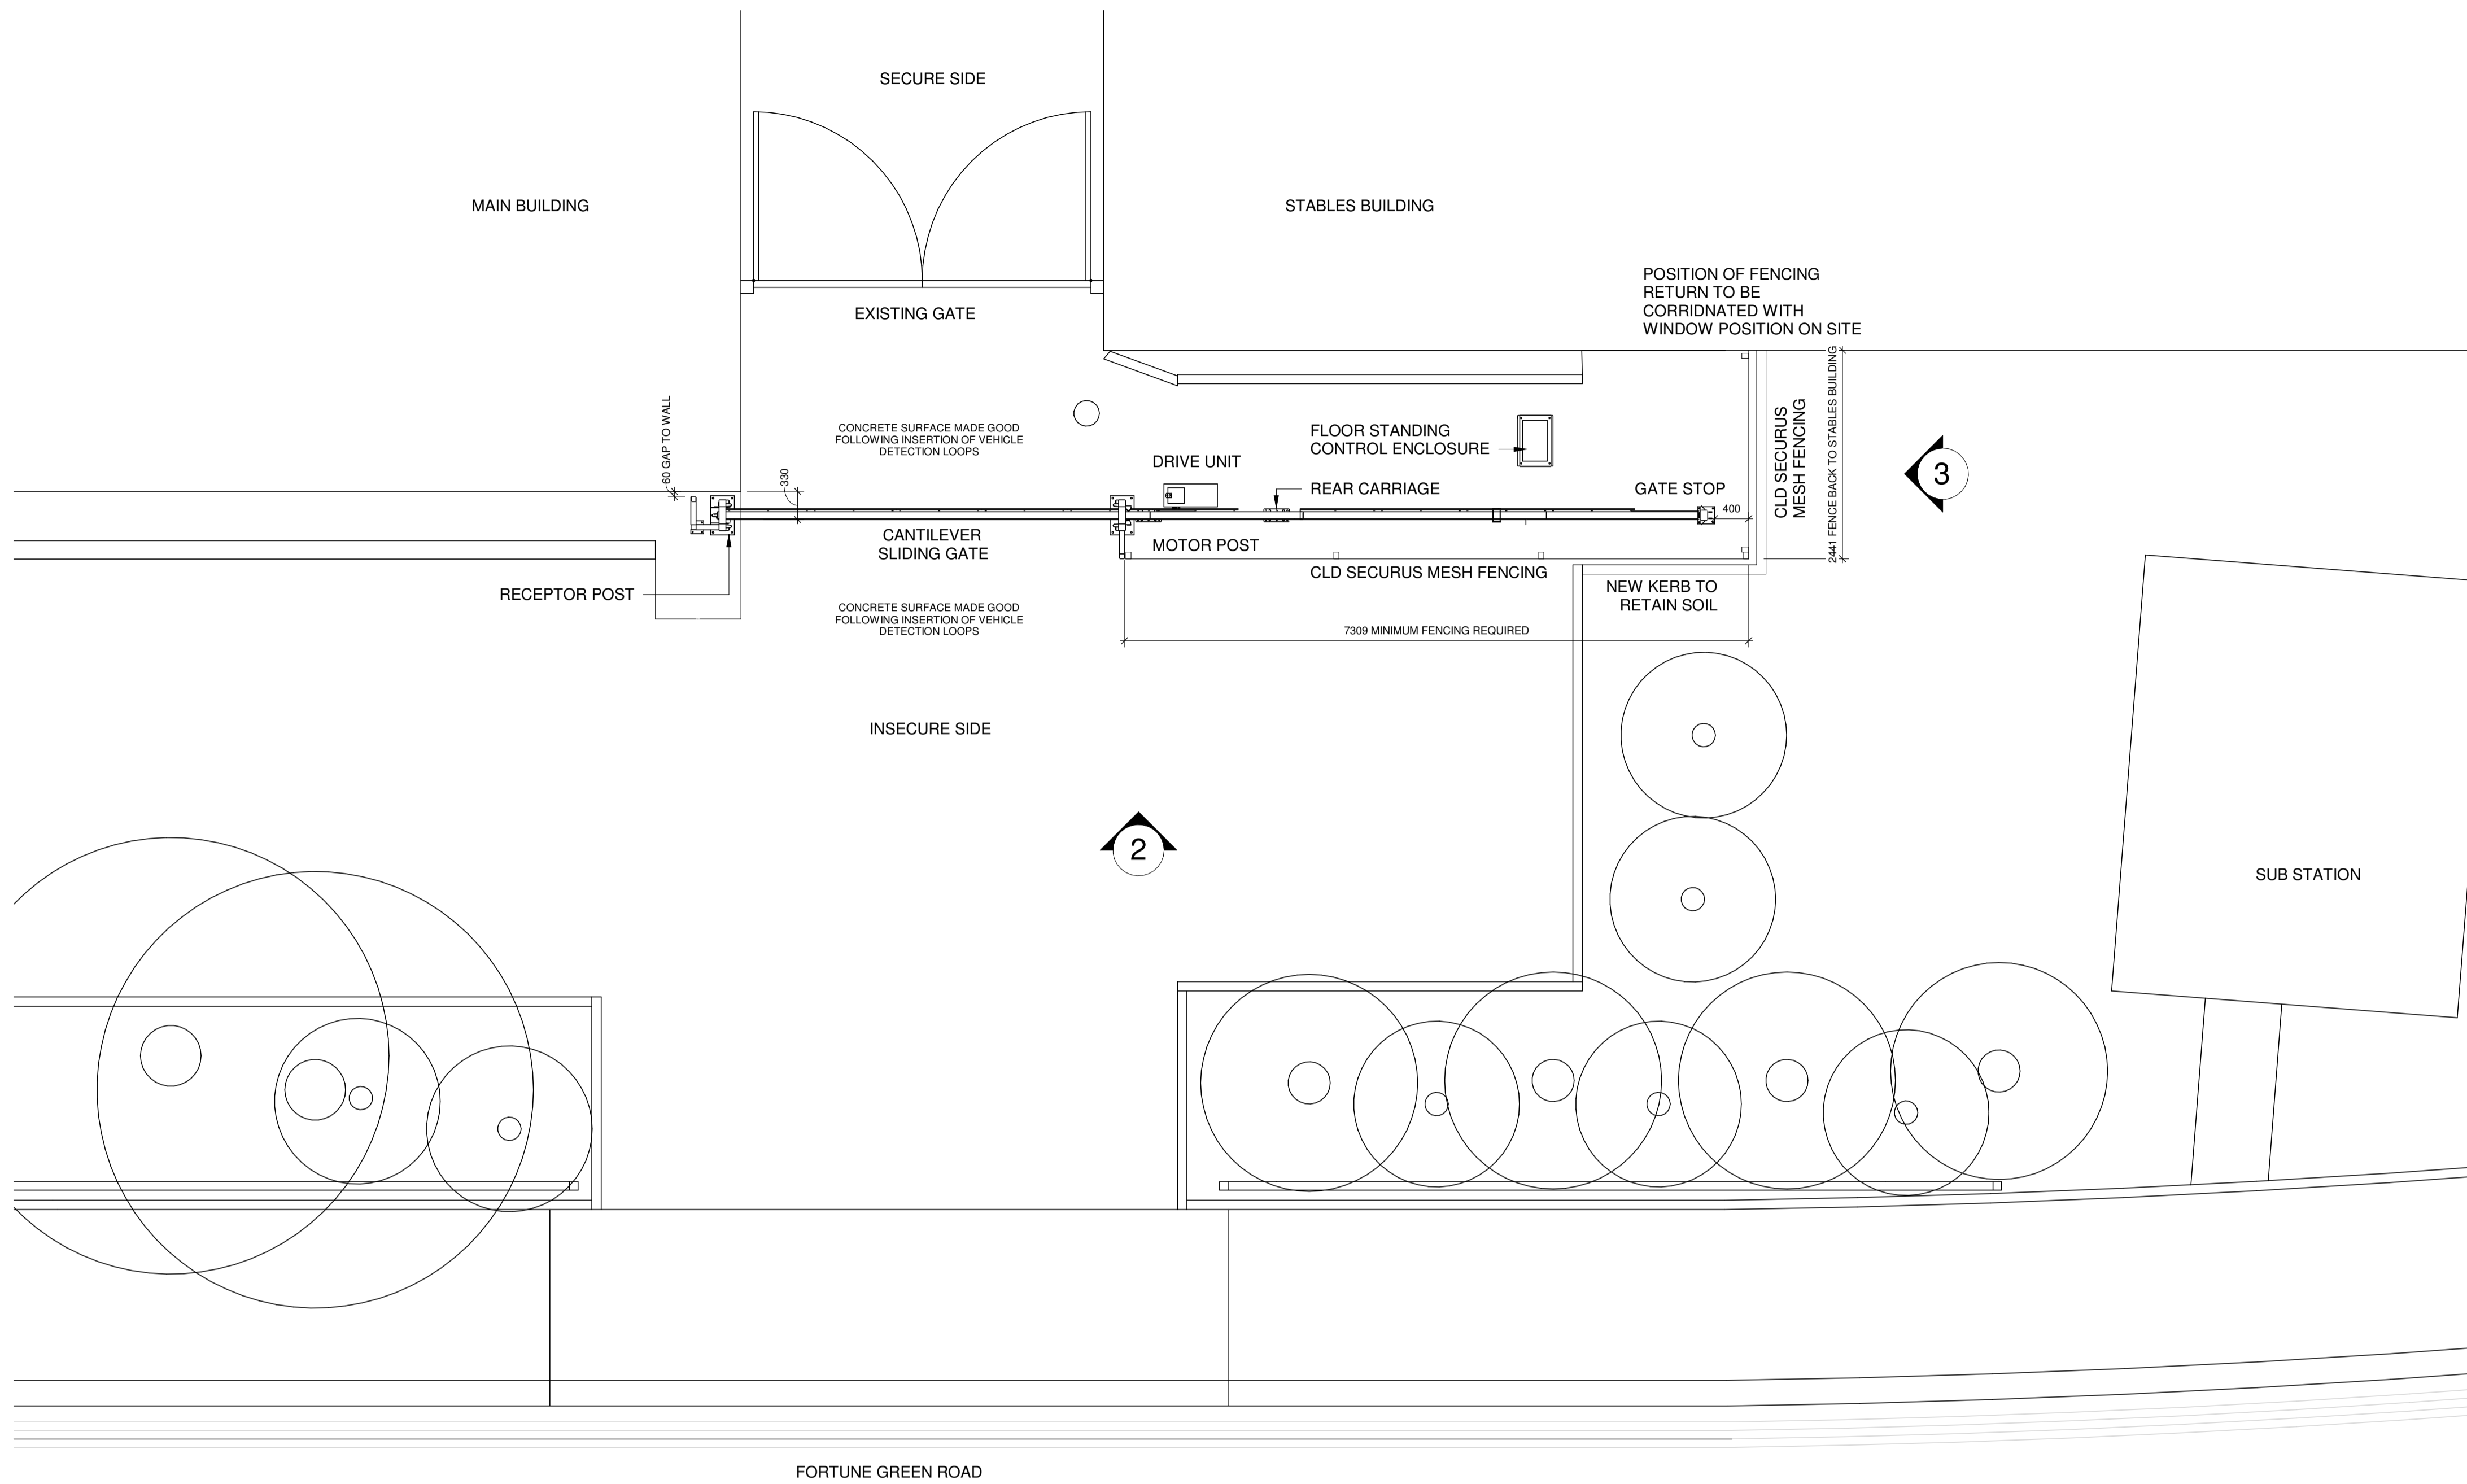 SECURE SIDE
MAIN BUILDING
STABLES BUILDING
POSITION OF FENCING
RETURN TO BE
CORRIDNATED WITH
WINDOW POSITION ON SITE
EXISTING GATE
60 GAP TO WALL
330
CONCRETE SURFACE MADE GOOD
FOLLOWING INSERTION OF VEHICLE
DETECTION LOOPS
DRIVE UNIT
FLOOR STANDING
CONTROL ENCLOSURE
REAR CARRIAGE
GATE STOP
400
CLD SECURUS
MESH FENCING
2441 FENCE BACK TO STABLES BUILDING
3
CANTILEVER
SLIDING GATE
MOTOR POST
CLD SECURUS MESH FENCING
RECEPTOR POST
NEW KERB TO
RETAIN SOIL
CONCRETE SURFACE MADE GOOD
FOLLOWING INSERTION OF VEHICLE
DETECTION LOOPS
7309 MINIMUM FENCING REQUIRED
INSECURE SIDE
2
SUB STATION
FORTUNE GREEN ROAD